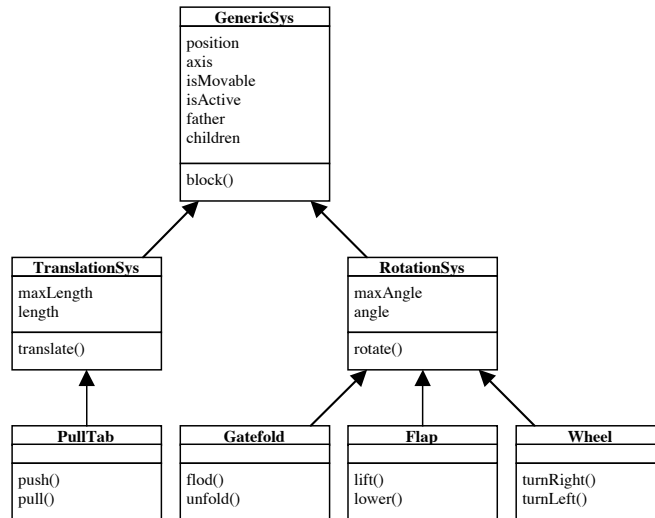 GenericSys
position
axis
isMovable
isActive
father
children
block()
TranslationSys
maxLength
length
translate()
RotationSys
maxAngle
angle
rotate()
PullTab
push()
pull()
Gatefold
flod()
unfold()
Flap
lift()
lower()
Wheel
turnRight()
turnLeft()